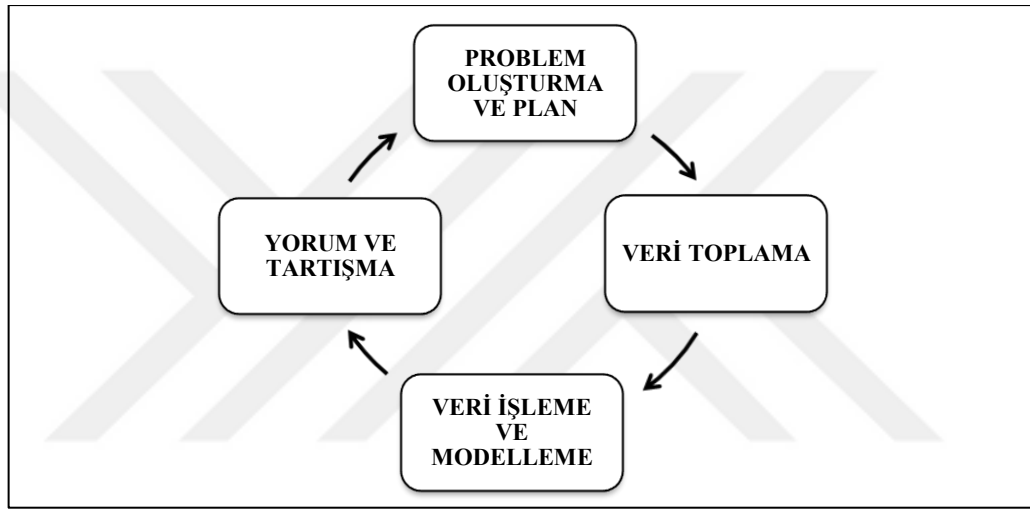 PROBLEM
OLUŞTURMA
VE PLAN
VERİ TOPLAMA
VERİ İŞLEME
VE
MODELLEME
YORUM VE
TARTIŞMA